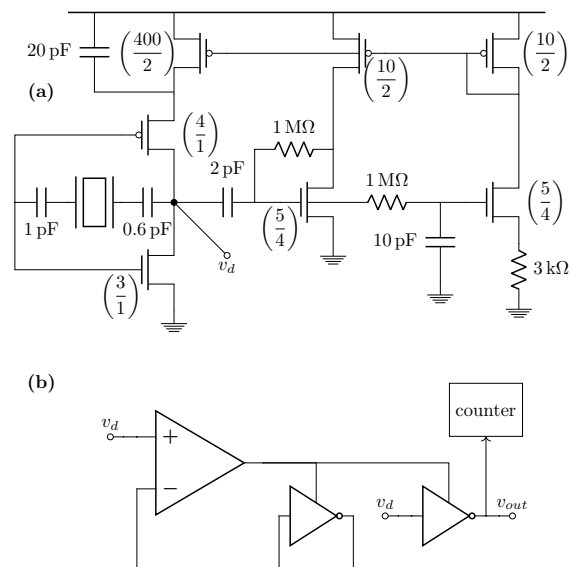 20 pF
(400/2)
(10/2)
(10/2)
(a)
(4/1)
1 MΩ
2 pF
1 MΩ
(5/4)
(5/4)
1 pF
0.6 pF
10 pF
v_d
3 kΩ
(3/1)
(b)
counter
v_d
v_d
v_out
+
−